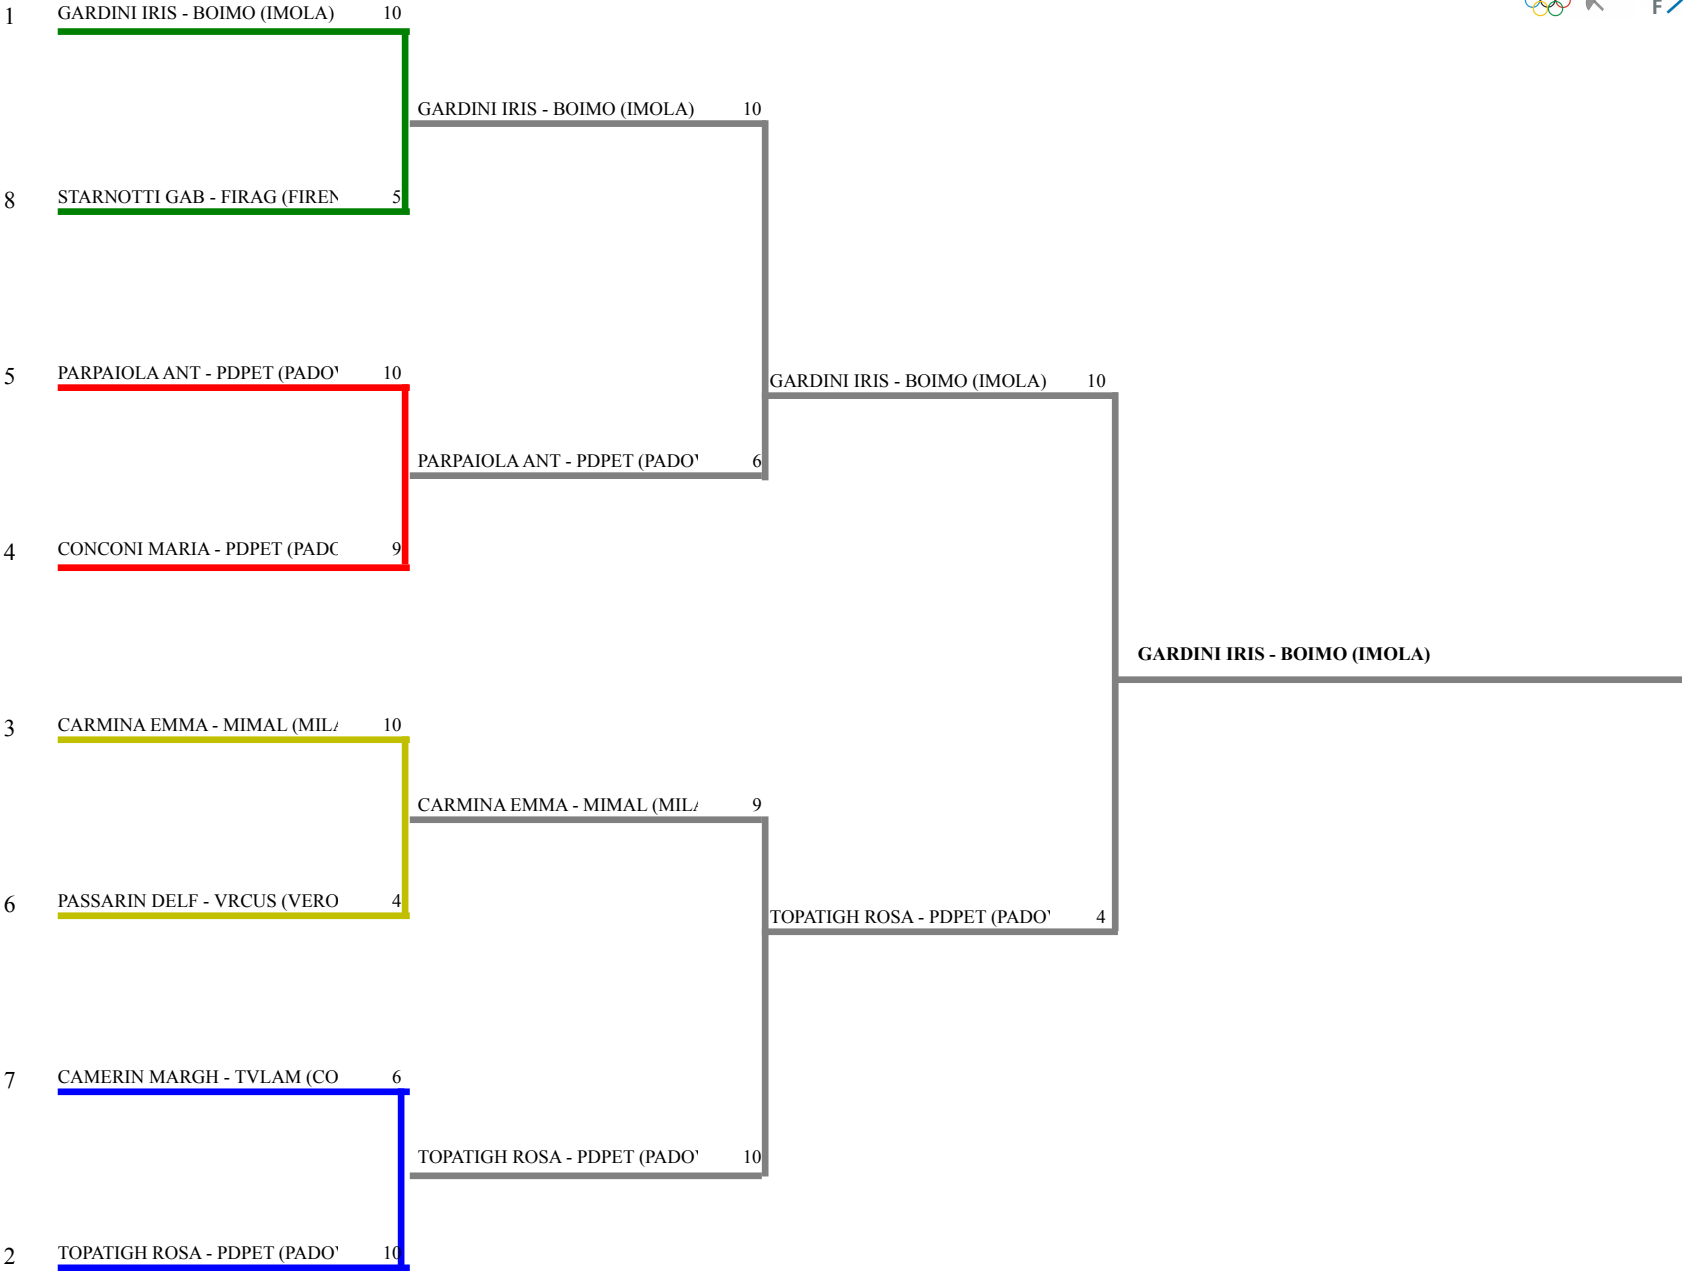 1 GARDINI IRIS - BOIMO (IMOLA) 10
F
GARDINI IRIS - BOIMO (IMOLA) 10
8 STARNOTTI GAB - FIRAG (FIREN 5
5 PARPAIOLA ANT - PDPET (PADO 10
GARDINI IRIS - BOIMO (IMOLA) 10
PARPAIOLA ANT - PDPET (PADO 6
4 CONCONI MARIA - PDPET (PAD 9
GARDINI IRIS - BOIMO (IMOLA)
3 CARMINA EMMA - MIMAL (MIL 10
CARMINA EMMA - MIMAL (MIL 9
6 PASSARIN DELF - VRCUS (VERO 4
TOPATIGH ROSA - PDPET (PADO 4
7 CAMERIN MARGH - TVLAM (CO 6
TOPATIGH ROSA - PDPET (PADO 10
2 TOPATIGH ROSA - PDPET (PADO 10